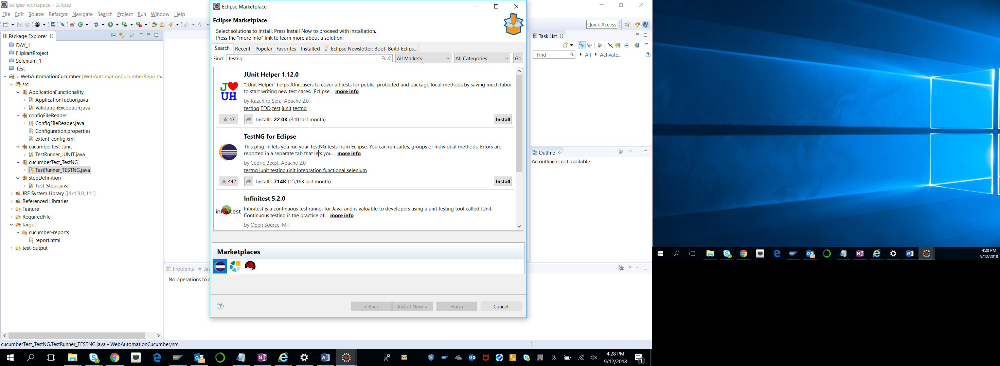 eclipse-workspace - Eclipse
File Edit Source Refactor Navigate Search Project Run Window Help
Quick Access
Package Explorer
DAY_1
FlipkartProject
Selenium_1
Test
> WebAutomationCucumber [WebAutomationCucumberRepo ma
src
ApplicationFunctionality
ApplicationFuction.java
ValidationException.java
configFileReader
ConfigFileReader.java
Configuration.properties
extent-config.xml
cucumberTest_Junit
TestRunner_JUNIT.java
cucumberTest_TestNG
TestRunner_TESTNG.java
stepDefinition
Test_Steps.java
JRE System Library [jdk1.8.0_111]
Referenced Libraries
Feature
RequiredFile
target
cucumber-reports
report.html
test-output
Eclipse Marketplace
Eclipse Marketplace
Select solutions to install. Press Install Now to proceed with installation.
Press the "more info" link to learn more about a solution.
Search Recent Popular Favorites Installed Eclipse Newsletter: Boot Build Eclips...
Find: testng All Markets All Categories Go
JUnit Helper 1.12.0
"JUnit Helper" helps JUnit users to cover all tests for public, protected and package local methods by saving much labor
to start writing new test cases. Eclipse... more info
J UH
by Kazuhiro Sera, Apache 2.0
testing TDD test junit testng
47 Installs: 22.0K (310 last month) Install
TestNG for Eclipse
This plug-in lets you run your TestNG tests from Eclipse. You can run suites, groups or individual methods. Errors are
reported in a separate tab that lets you... more info
by Cédric Beust, Apache 2.0
testng junit testing unit integration functional selenium
442 Installs: 714K (15,163 last month) Install
Infinitest 5.2.0
infinitest
Infinitest is a continuous test runner for Java, and is valuable to developers using a unit testing tool called JUnit.
Continuous testing is the practice of... more info
by Open Source, MIT
Marketplaces
< Back Install Now > Finish Cancel
Problems @ Jav
No operations to d
Task List
Find All Activate...
Outline
An outline is not available.
cucumberTest_TestNG.TestRunner_TESTNG.java - WebAutomationCucumber/src
4:28 PM
9/12/2018
1
4:28 PM
9/12/2018